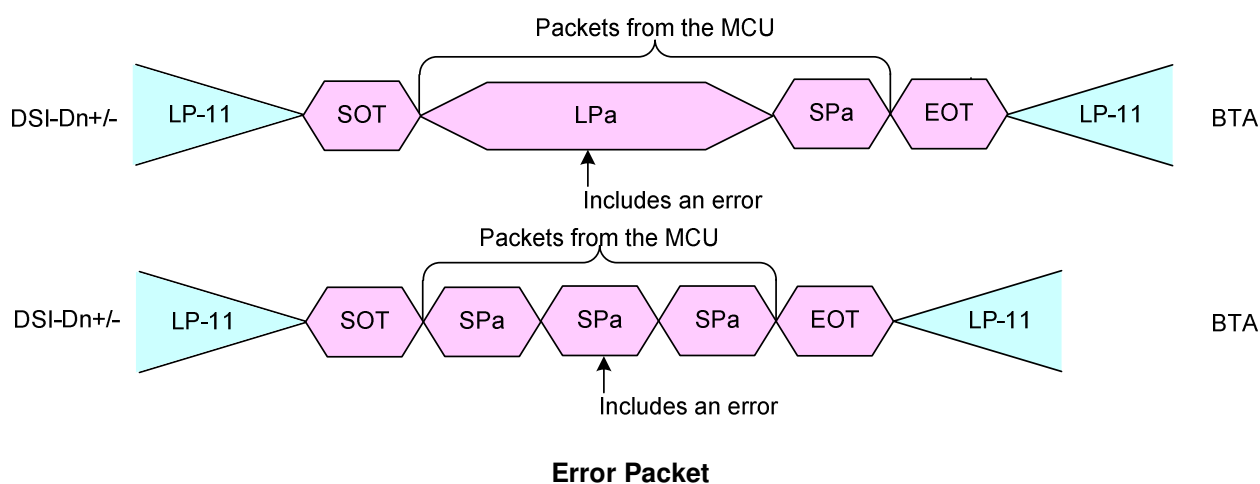 Packets from the MCU
DSI-Dn+/- LP-11 SOT LPa SPa EOT LP-11 BTA
Includes an error
Packets from the MCU
DSI-Dn+/- LP-11 SOT SPa SPa SPa EOT LP-11 BTA
Includes an error
Error Packet